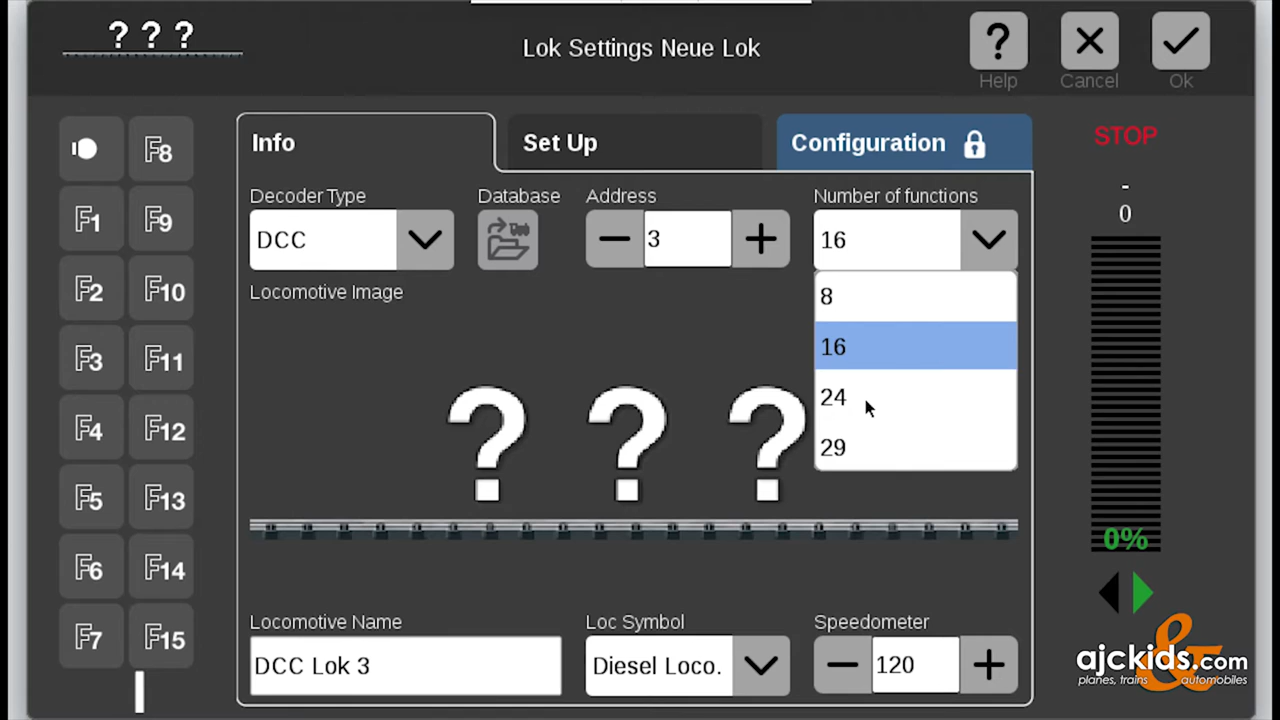 ? ? ?
Lok Settings Neue Lok
?
Help
Cancel
Ok
F8
F1
F9
F2
F10
F3
F11
F4
F12
F5
F13
F6
F14
F7
F15
Info
Set Up
Configuration
Decoder Type
Database
Address
Number of functions
DCC
3
16
8
16
24
29
Locomotive Image
? ? ?
Locomotive Name
Loc Symbol
Speedometer
DCC Lok 3
Diesel Loco.
120
STOP
-
0
0%
&
ajckids.com
planes, trains automobiles